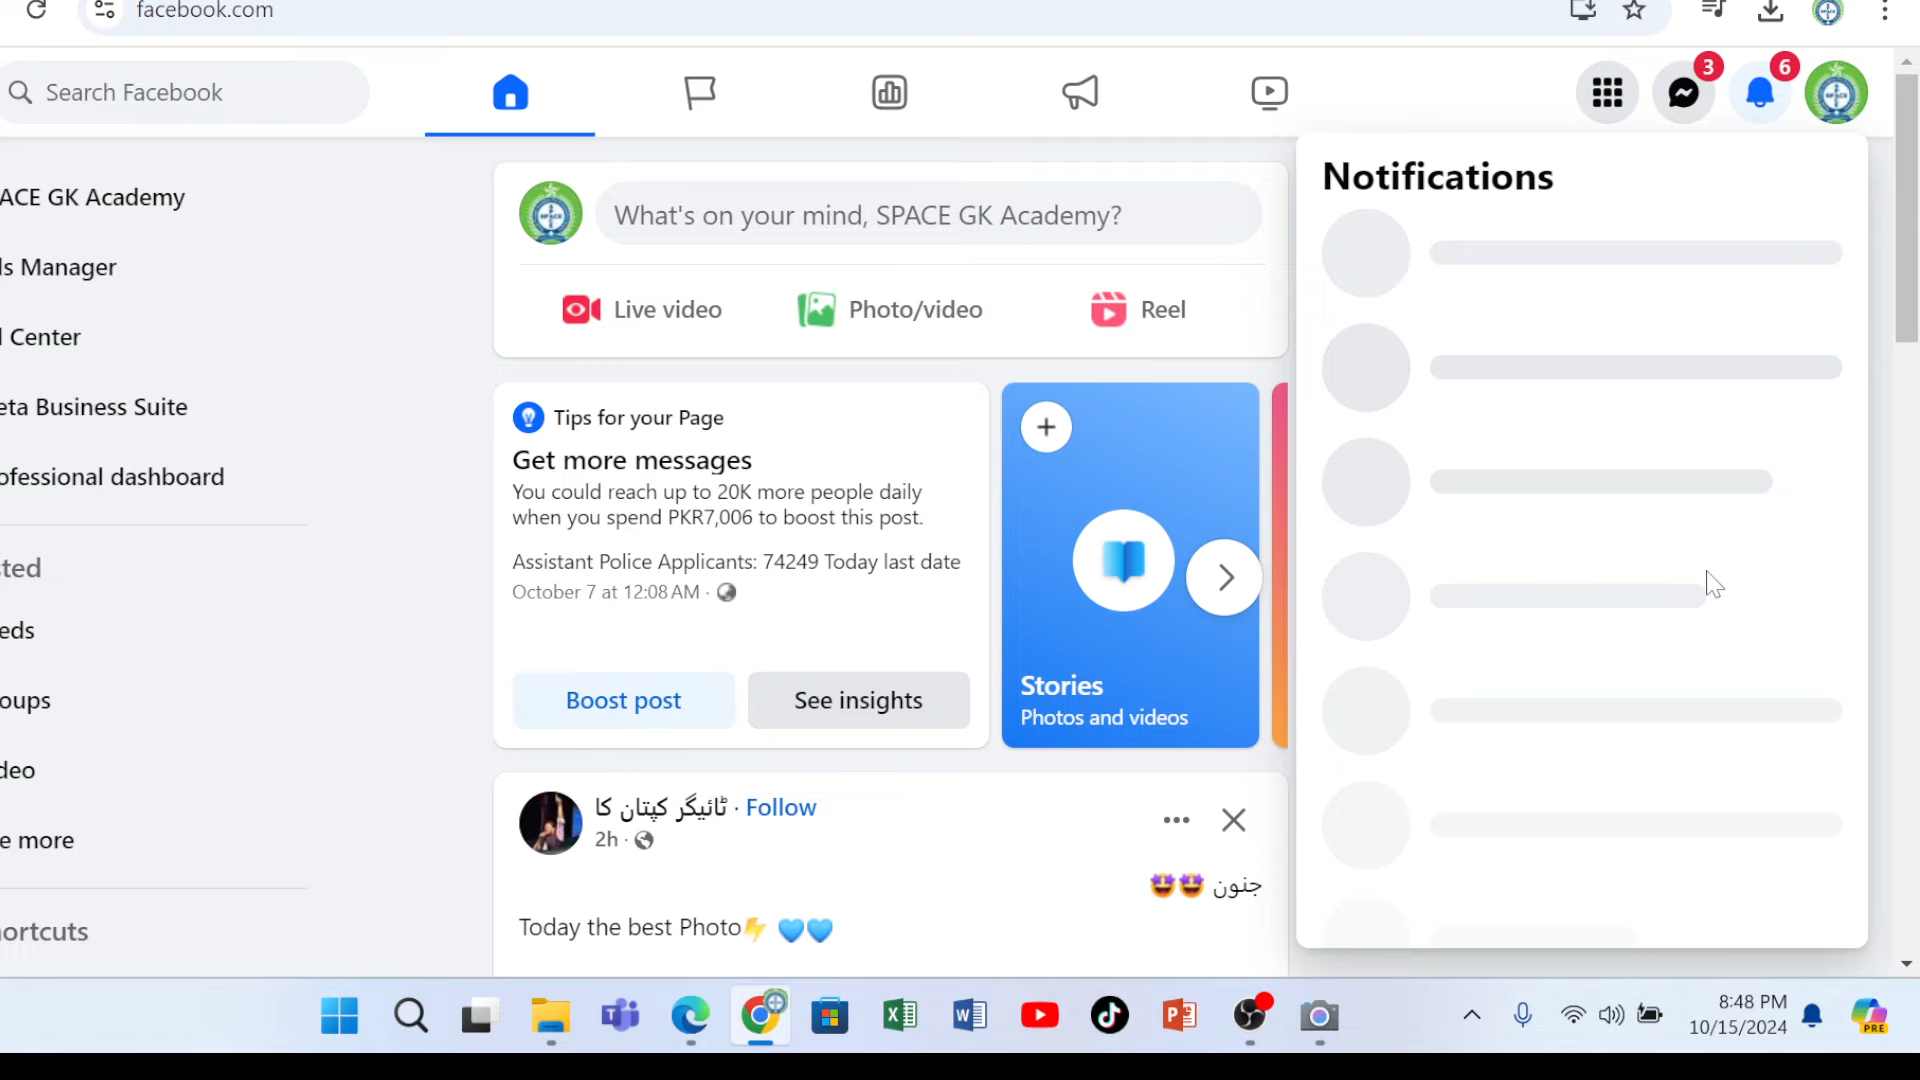 facebook.com
Search Facebook
3
6
ACE GK Academy
ds Manager
d Center
eta Business Suite
ofessional dashboard
sted
eds
oups
deo
e more
ortcuts
What's on your mind, SPACE GK Academy?
Live video
Photo/video
Reel
Tips for your Page
Get more messages
You could reach up to 20K more people daily
when you spend PKR7,006 to boost this post.
Assistant Police Applicants: 74249 Today last date
October 7 at 12:08 AM ·
Boost post
See insights
Stories
Photos and videos
ٹائیگر کپتان کا · Follow
2h ·
جنون 🤩🤩
Today the best Photo⚡ 💙💙
Notifications
8:48 PM
10/15/2024
PRE